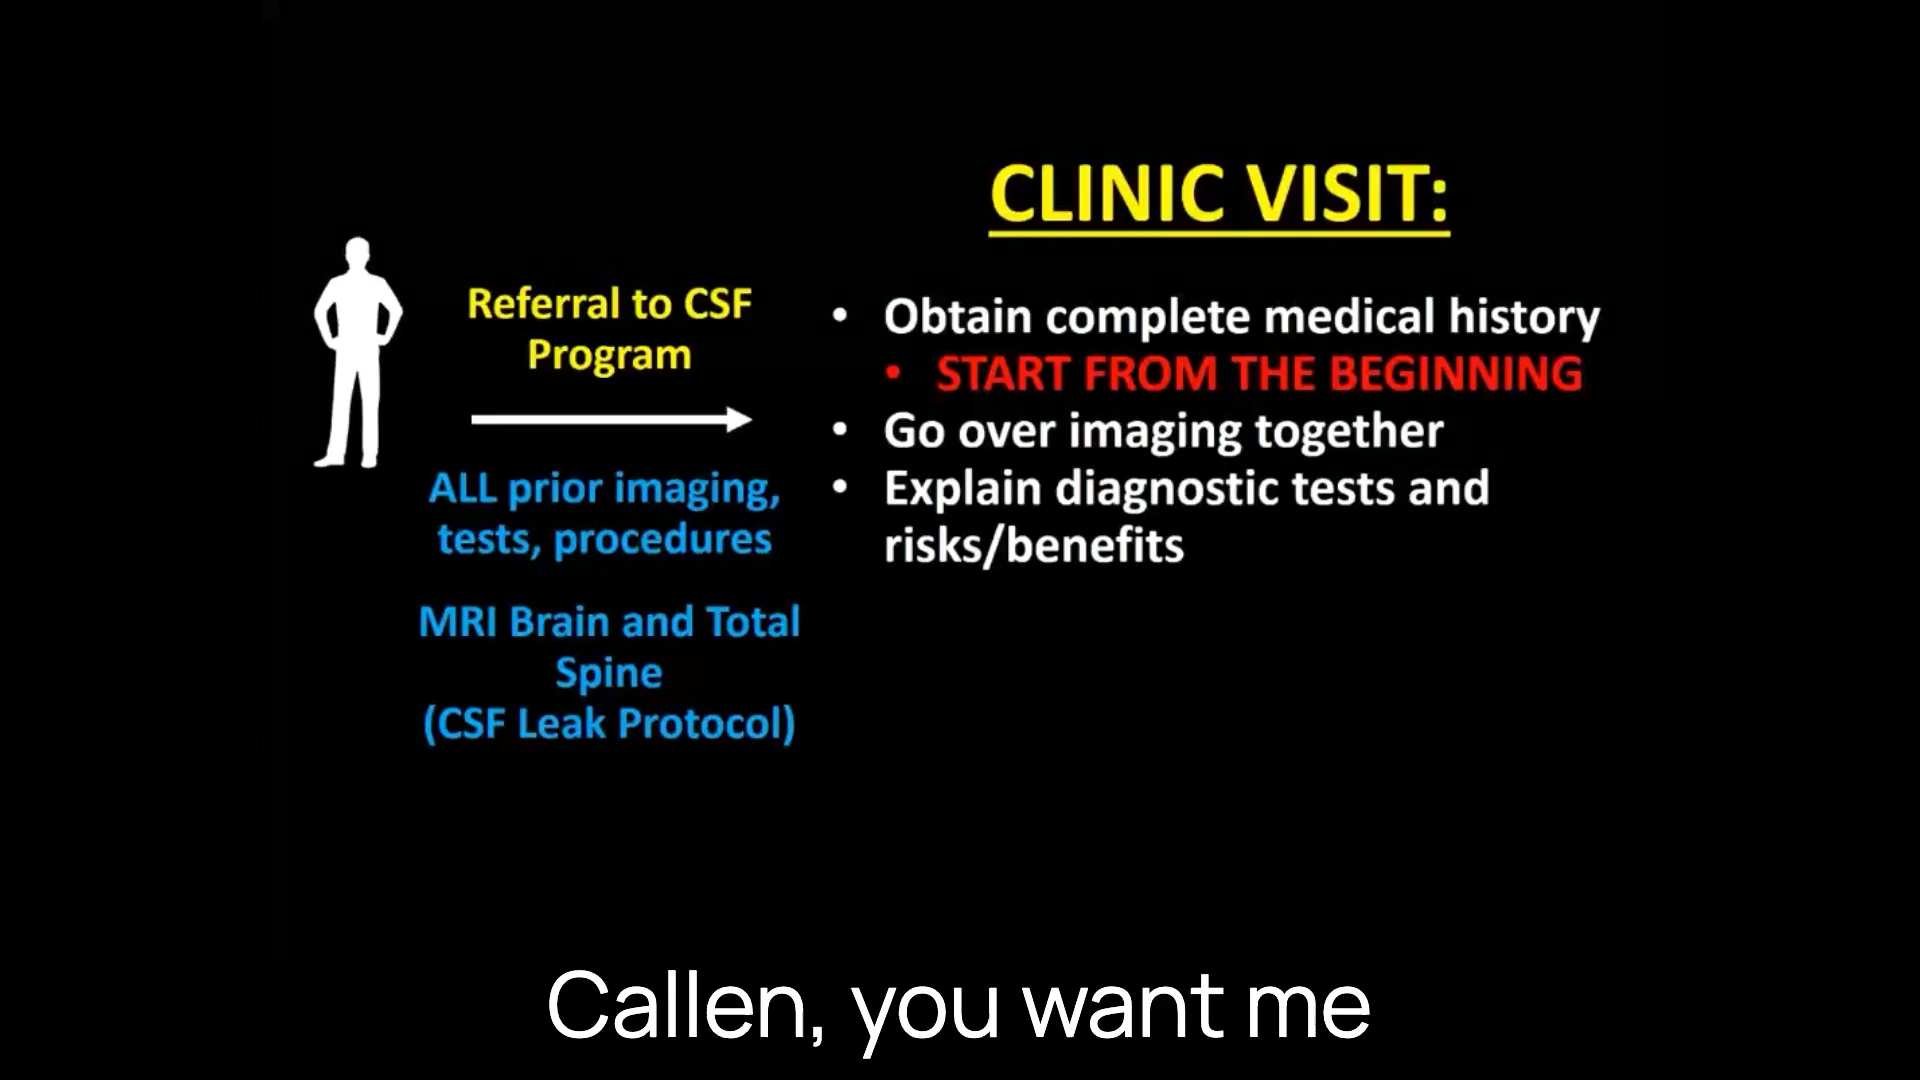 CLINIC VISIT:
Referral to CSF
Program
ALL prior imaging,
tests, procedures
MRI Brain and Total
Spine
(CSF Leak Protocol)
• Obtain complete medical history
• START FROM THE BEGINNING
• Go over imaging together
• Explain diagnostic tests and
risks/benefits
Callen, you want me